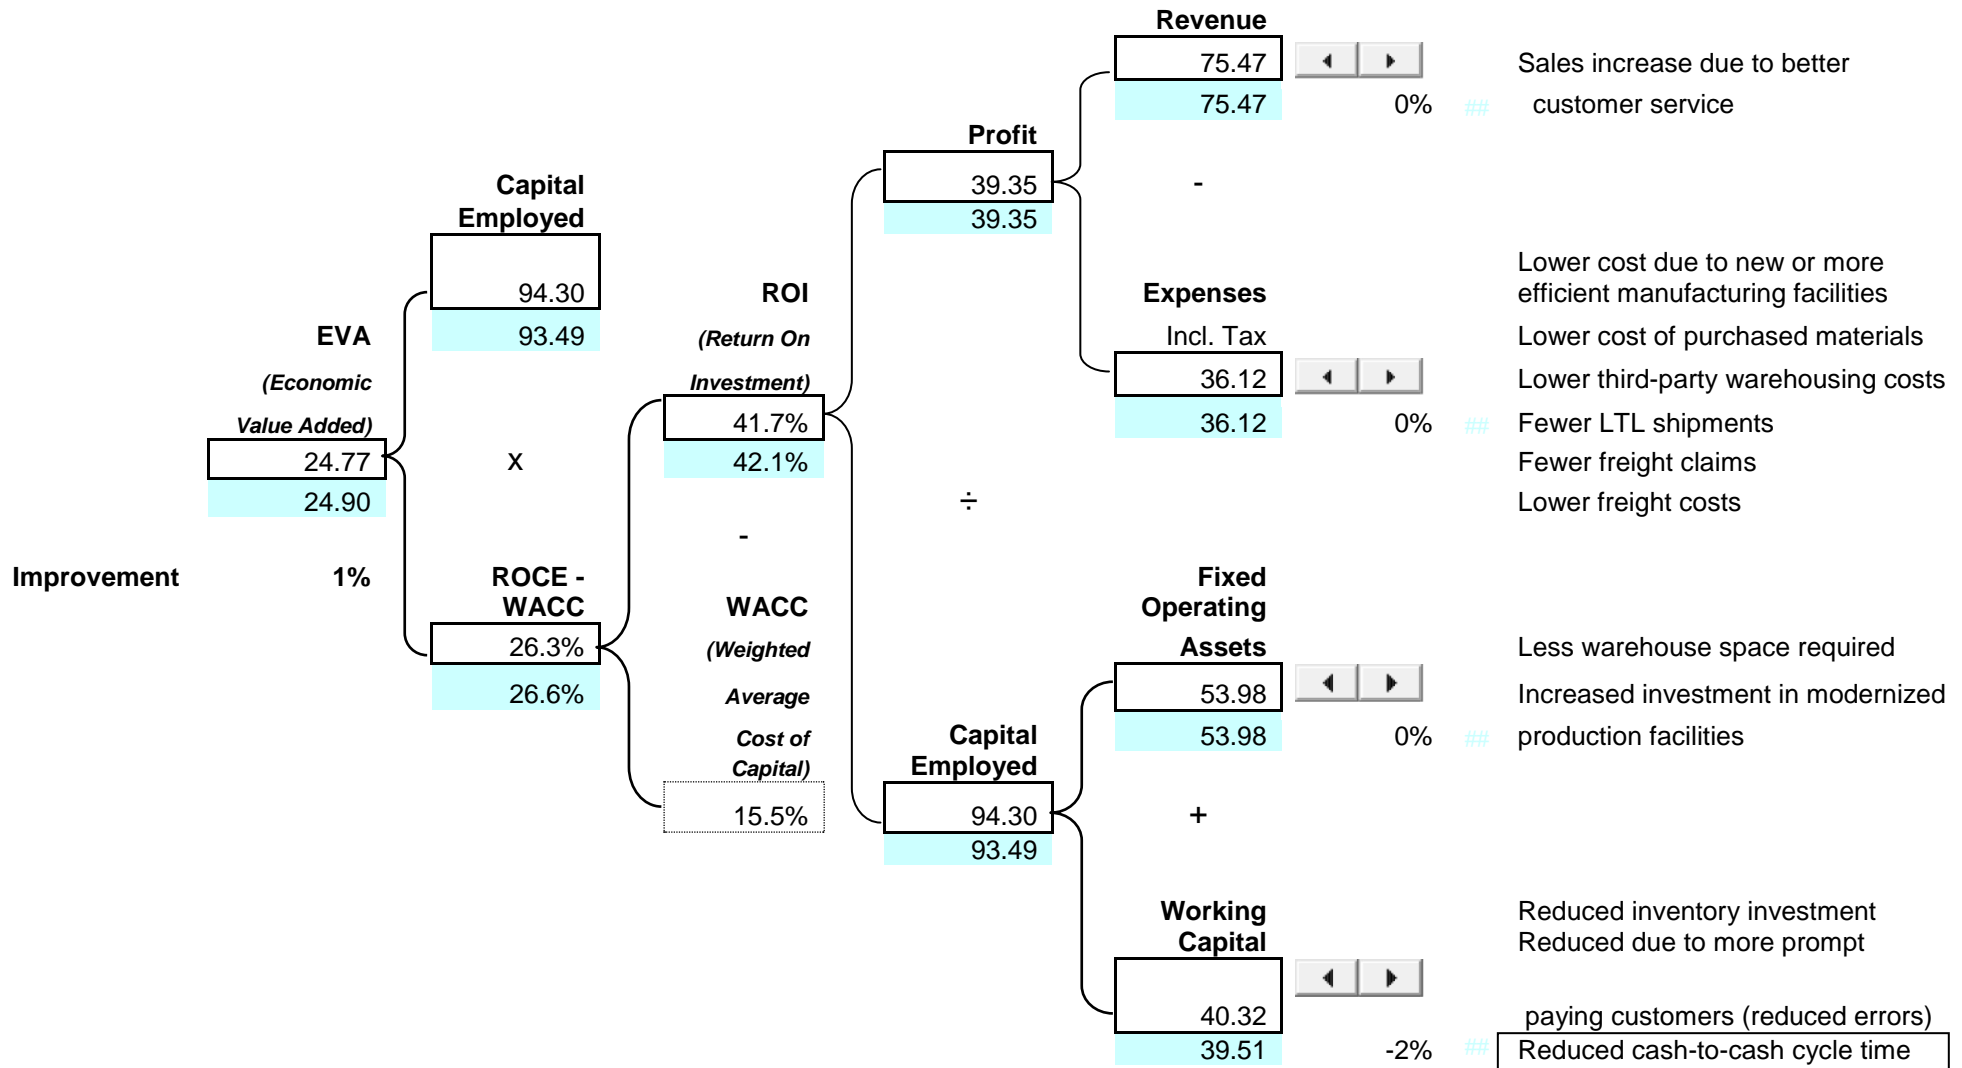 Revenue
75.47
Sales increase due to better
75.47 0% ## customer service
Profit
39.35
-
39.35
Capital
Employed
94.30
93.49
Lower cost due to new or more
ROI
Expenses
efficient manufacturing facilities
EVA
(Return On
Incl. Tax
Lower cost of purchased materials
(Economic
Investment)
36.12
Lower third-party warehousing costs
Value Added)
41.7%
36.12 0% ## Fewer LTL shipments
24.77
x
42.1%
Fewer freight claims
24.90
÷
Lower freight costs
-
Improvement 1%
ROCE -
WACC
WACC
Fixed
Operating
26.3%
(Weighted
Assets
Less warehouse space required
26.6%
Average
53.98
Increased investment in modernized
Cost of
Capital)
Capital
Employed
53.98 0% ## production facilities
15.5%
94.30
+
93.49
Working
Capital
Reduced inventory investment
Reduced due to more prompt
40.32
paying customers (reduced errors)
39.51 -2% ## Reduced cash-to-cash cycle time